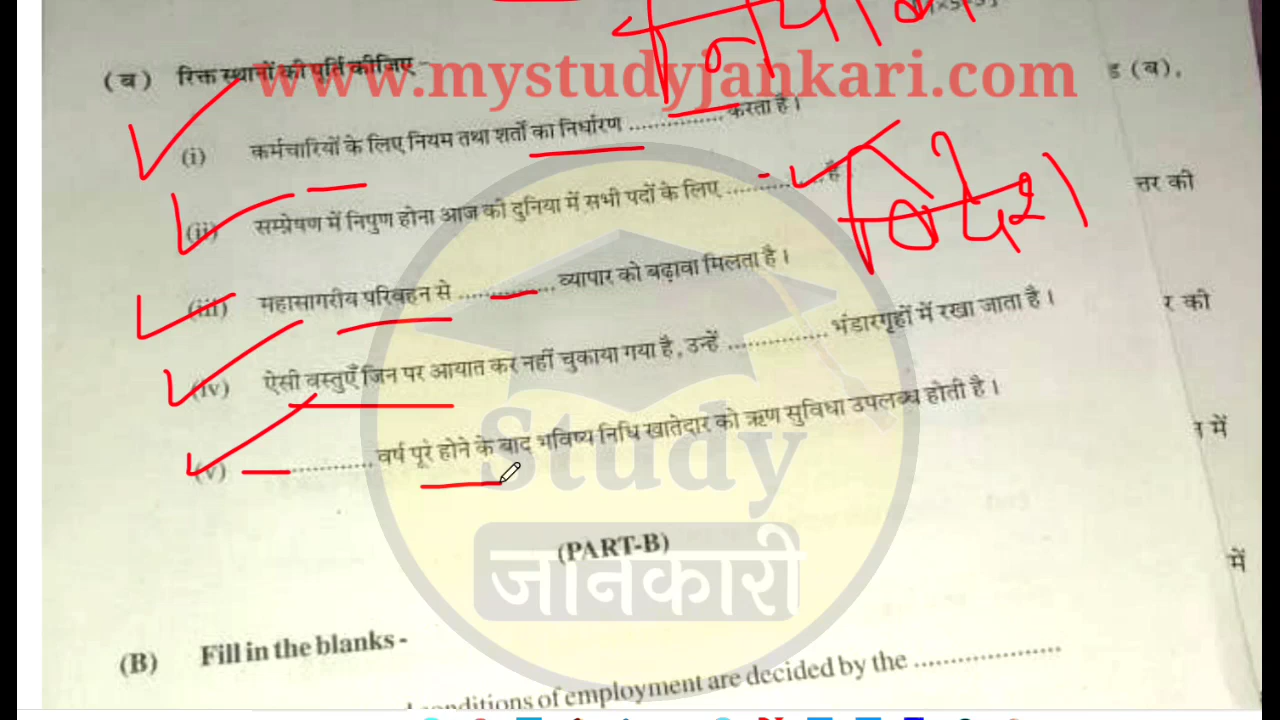 नियोक्ता
(ब) रिक्त स्थानों की पूर्ति कीजिए -
www.mystudyjankari.com
ड (ब),
(i) कर्मचारियों के लिए नियम तथा शर्तों का निर्धारण ............... करता है।
(ii) सम्प्रेषण में निपुण होना आज की दुनिया में सभी पदों के लिए ............... है
त्तर की
(iii) महासागरीय परिवहन से ............... व्यापार को बढ़ावा मिलता है।
विदेश
(iv) ऐसी वस्तुएँ जिन पर आयात कर नहीं चुकाया गया है, उन्हें ............... भंडारगृहों में रखा जाता है।
र की
(v) ............... वर्ष पूरे होने के बाद भविष्य निधि खातेदार को ऋण सुविधा उपलब्ध होती है।
न में
Study
जानकारी
(PART-B)
में
(B) Fill in the blanks -
conditions of employment are decided by the ....................